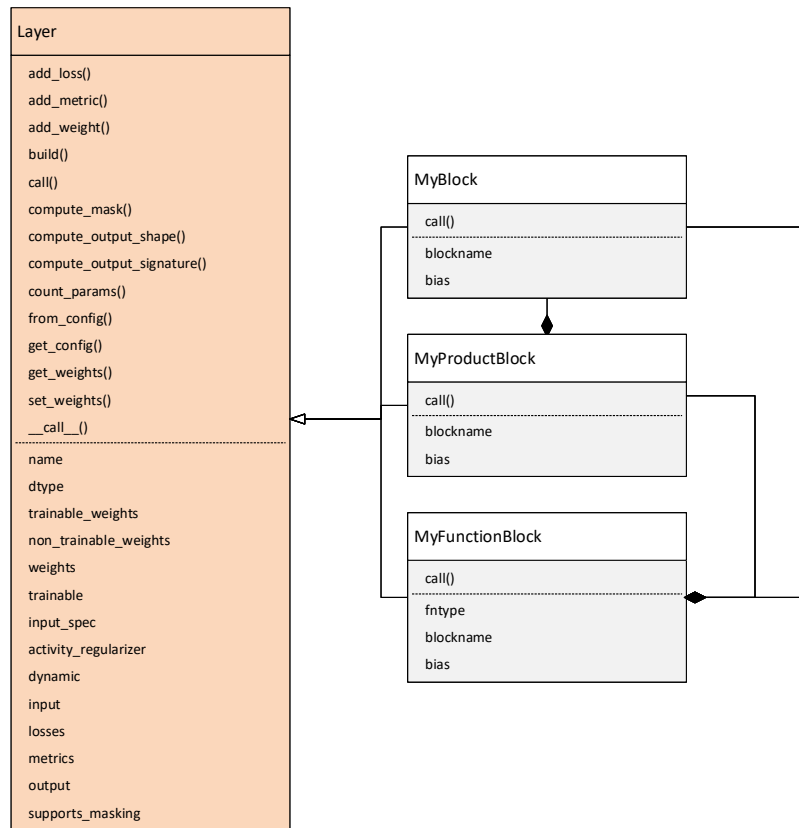 Layer
add_loss()
add_metric()
add_weight()
build()
call()
compute_mask()
compute_output_shape()
compute_output_signature()
count_params()
from_config()
get_config()
get_weights()
set_weights()
__call__()
name
dtype
trainable_weights
non_trainable_weights
weights
trainable
input_spec
activity_regularizer
dynamic
input
losses
metrics
output
supports_masking
MyBlock
call()
blockname
bias
MyProductBlock
call()
blockname
bias
MyFunctionBlock
call()
fntype
blockname
bias